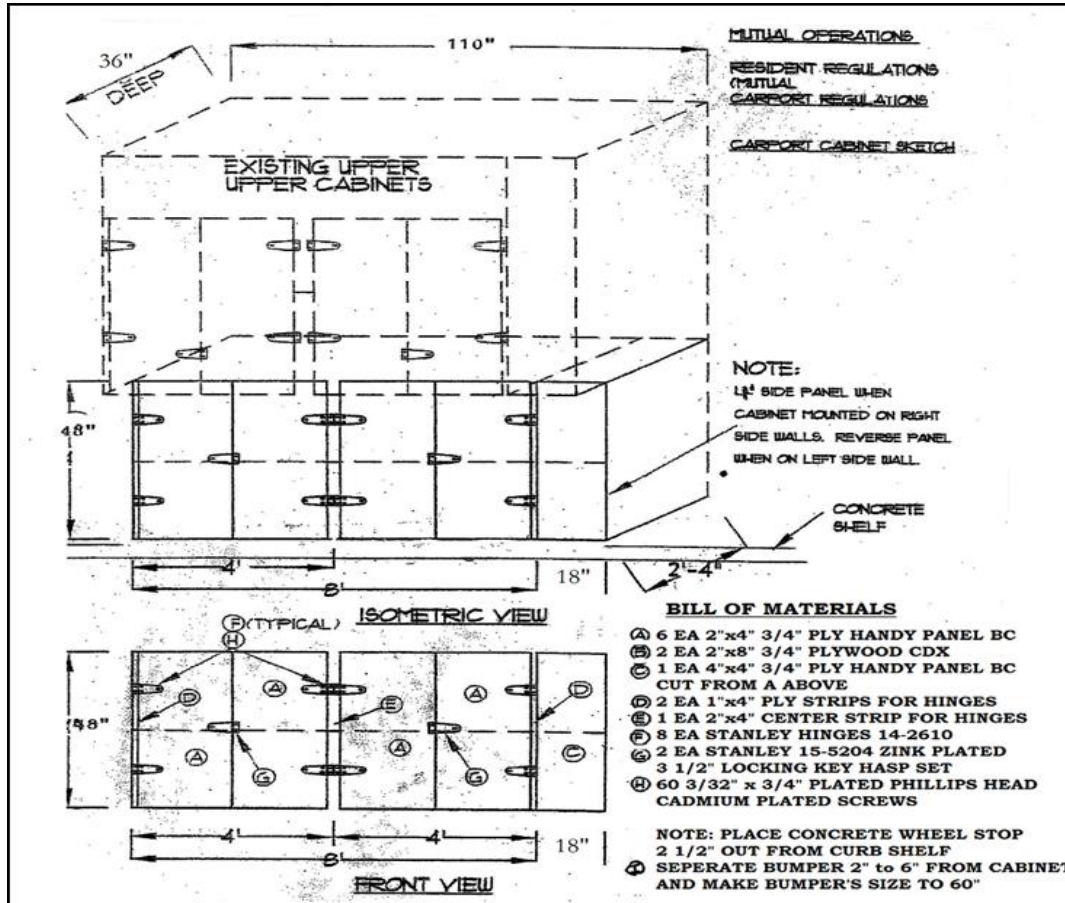 36"
DEEP
110"
MUTUAL OPERATIONS
RESIDENT REGULATIONS
(MUTUAL
CARPORT REGULATIONS
CARPORT CABINET SKETCH
EXISTING UPPER
UPPER CABINETS
48"
NOTE:
SIDE PANEL WHEN
CABINET MOUNTED ON RIGHT
SIDE WALLS. REVERSE PANEL
WHEN ON LEFT SIDE WALL.
CONCRETE
SHELF
4'
8'
18"
2'-4"
ISOMETRIC VIEW
F (TYPICAL)
H
A
A
D
E
A
A
D
C
G
G
48"
4'
4'
8'
18"
FRONT VIEW
BILL OF MATERIALS
A 6 EA 2"x4" 3/4" PLY HANDY PANEL BC
B 2 EA 2"x8" 3/4" PLYWOOD CDX
C 1 EA 4"x4" 3/4" PLY HANDY PANEL BC
CUT FROM A ABOVE
D 2 EA 1"x4" PLY STRIPS FOR HINGES
E 1 EA 2"x4" CENTER STRIP FOR HINGES
F 8 EA STANLEY HINGES 14-2610
G 2 EA STANLEY 15-5204 ZINK PLATED
3 1/2" LOCKING KEY HASP SET
H 60 3/32" x 3/4" PLATED PHILLIPS HEAD
CADMIUM PLATED SCREWS
NOTE: PLACE CONCRETE WHEEL STOP
2 1/2" OUT FROM CURB SHELF
SEPERATE BUMPER 2" to 6" FROM CABINET
AND MAKE BUMPER'S SIZE TO 60"